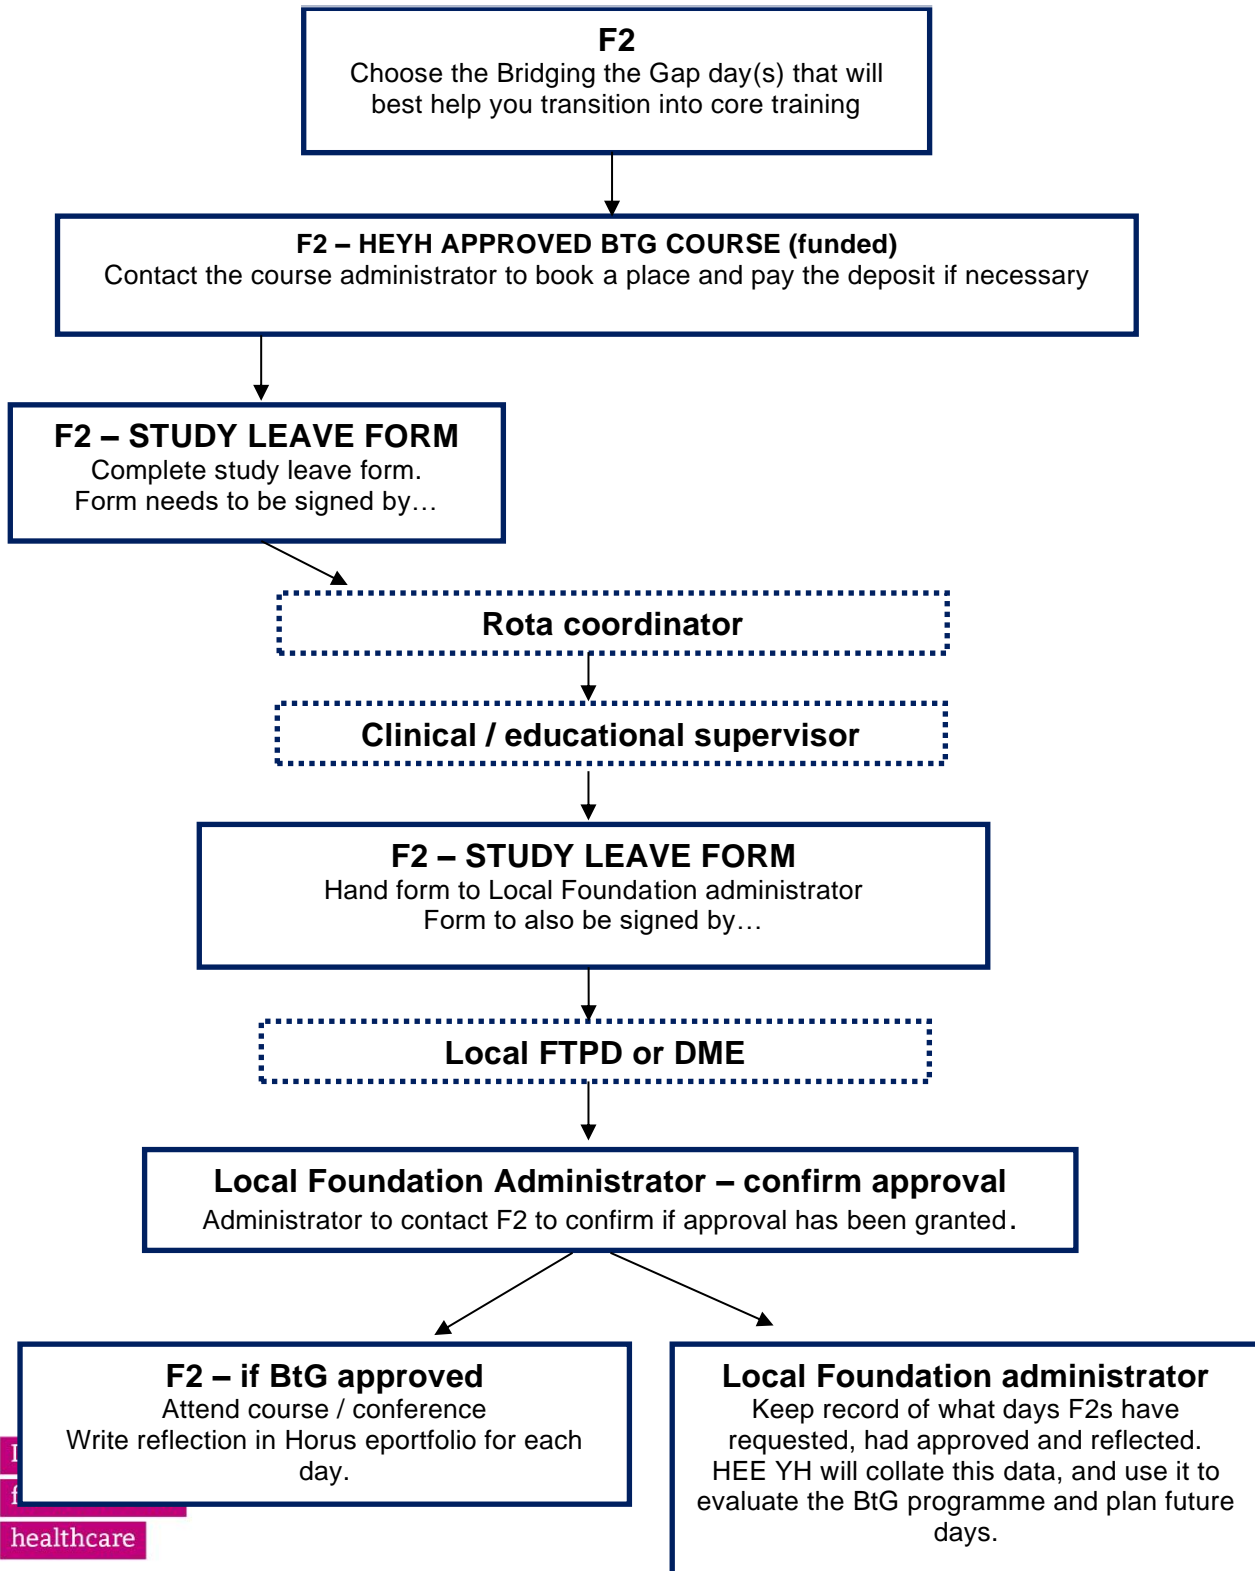 F2
Choose the Bridging the Gap day(s) that will
best help you transition into core training
F2 – HEYH APPROVED BTG COURSE (funded)
Contact the course administrator to book a place and pay the deposit if necessary
F2 – STUDY LEAVE FORM
Complete study leave form.
Form needs to be signed by…
Rota coordinator
Clinical / educational supervisor
F2 – STUDY LEAVE FORM
Hand form to Local Foundation administrator
Form to also be signed by…
Local FTPD or DME
Local Foundation Administrator – confirm approval
Administrator to contact F2 to confirm if approval has been granted.
F2 – if BtG approved
Attend course / conference
Write reflection in Horus eportfolio for each
day.
Local Foundation administrator
Keep record of what days F2s have
requested, had approved and reflected.
HEE YH will collate this data, and use it to
evaluate the BtG programme and plan future
days.
healthcare